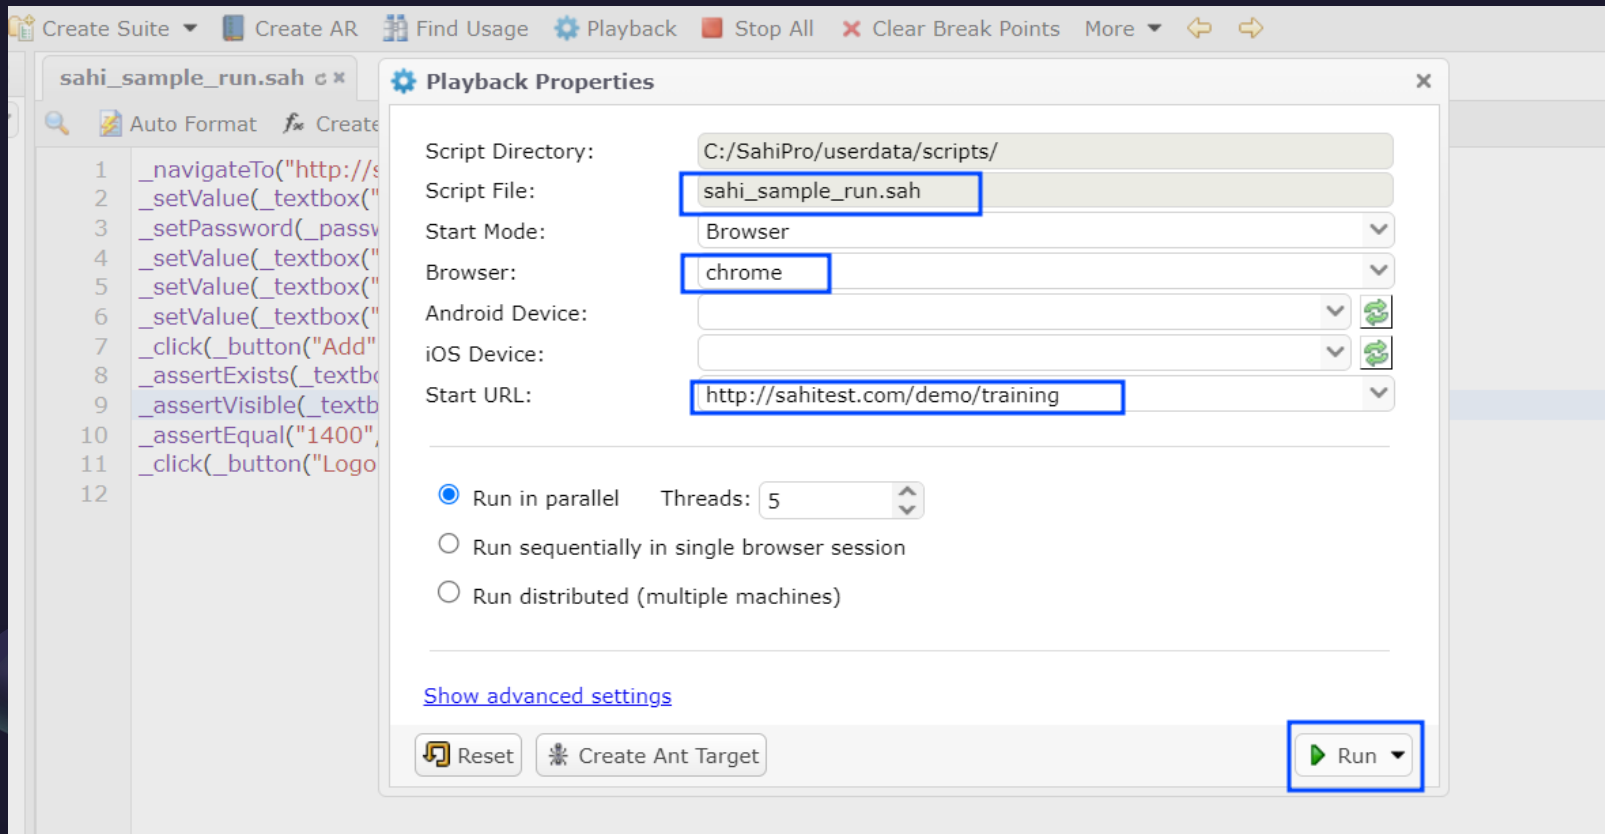 Create Suite Create AR Find Usage Playback Stop All Clear Break Points More
sahi_sample_run.sah
Playback Properties
Auto Format fx Create
Script Directory: C:/SahiPro/userdata/scripts/
Script File: sahi_sample_run.sah
Start Mode: Browser
Browser: chrome
Android Device:
iOS Device:
Start URL: http://sahitest.com/demo/training
Run in parallel Threads: 5
Run sequentially in single browser session
Run distributed (multiple machines)
Show advanced settings
Reset Create Ant Target Run
1 _navigateTo("http://s
2 _setValue(_textbox("
3 _setPassword(_passw
4 _setValue(_textbox("
5 _setValue(_textbox("
6 _setValue(_textbox("
7 _click(_button("Add"
8 _assertExists(_textbo
9 _assertVisible(_textb
10 _assertEqual("1400",
11 _click(_button("Logo
12